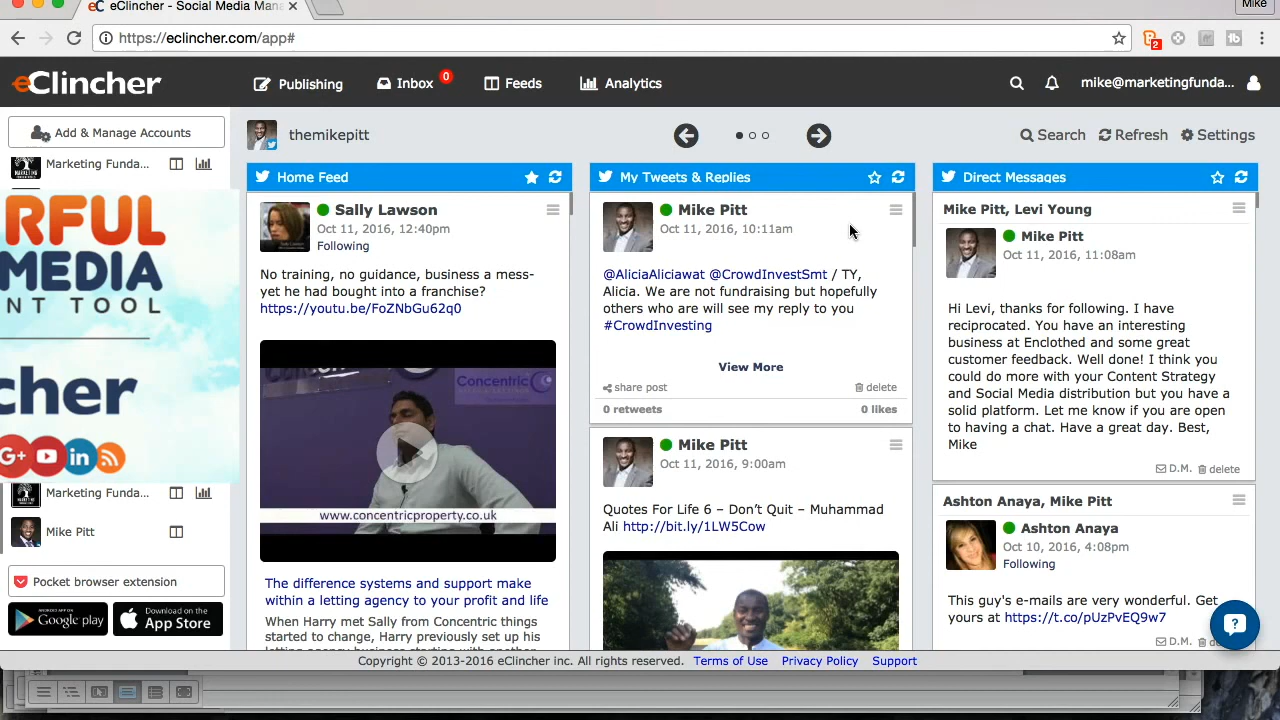 eClincher - Social Media Mana
Mike
https://eclincher.com/app#
2
eClincher
Publishing
Inbox
0
Feeds
Analytics
mike@marketingfunda...
Add & Manage Accounts
Marketing Funda...
themikepitt
Search
Refresh
Settings
RFUL
MEDIA
NT TOOL
cher
G+
in
Marketing Funda...
Mike Pitt
Pocket browser extension
ANDROID APP ON
Google play
Download on the
App Store
Home Feed
Sally Lawson
Oct 11, 2016, 12:40pm
Following
No training, no guidance, business a mess-
yet he had bought into a franchise?
https://youtu.be/FoZNbGu62q0
Concentric
www.concentricproperty.co.uk
The difference systems and support make
within a letting agency to your profit and life
When Harry met Sally from Concentric things
started to change, Harry previously set up his
My Tweets & Replies
Mike Pitt
Oct 11, 2016, 10:11am
@AliciaAliciawat @CrowdInvestSmt / TY,
Alicia. We are not fundraising but hopefully
others who are will see my reply to you
#CrowdInvesting
View More
share post
delete
0 retweets
0 likes
Mike Pitt
Oct 11, 2016, 9:00am
Quotes For Life 6 – Don't Quit – Muhammad
Ali http://bit.ly/1LW5Cow
Direct Messages
Mike Pitt, Levi Young
Mike Pitt
Oct 11, 2016, 11:08am
Hi Levi, thanks for following. I have
reciprocated. You have an interesting
business at Enclothed and some great
customer feedback. Well done! I think you
could do more with your Content Strategy
and Social Media distribution but you have a
solid platform. Let me know if you are open
to having a chat. Have a great day. Best,
Mike
D.M.
delete
Ashton Anaya, Mike Pitt
Ashton Anaya
Oct 10, 2016, 4:08pm
Following
This guy's e-mails are very wonderful. Get
yours at https://t.co/pUzPvEQ9w7
D.M.
Copyright © 2013-2016 eClincher inc. All rights reserved.
Terms of Use
Privacy Policy
Support